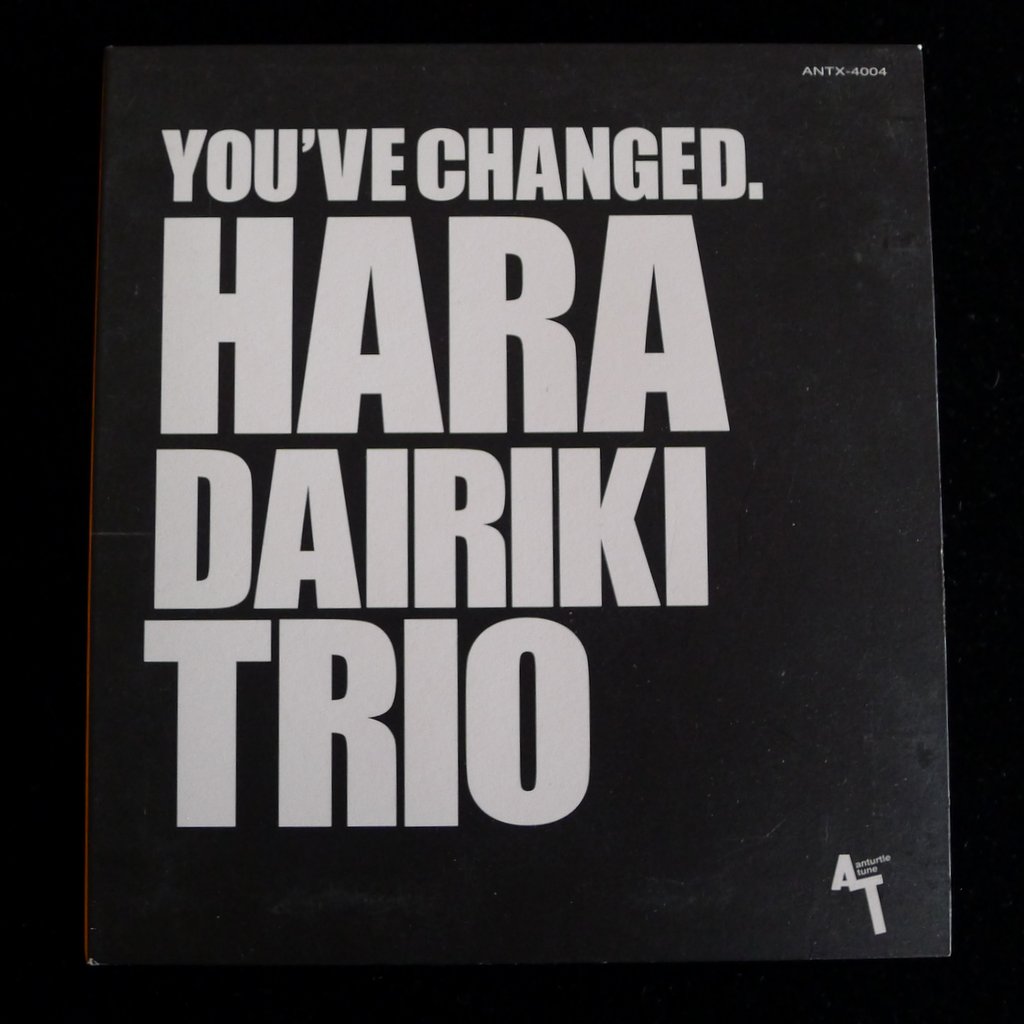 ANTX-4004
YOU'VE CHANGED.
HARA
DAIRIKI
TRIO
AT
anturtle
tune